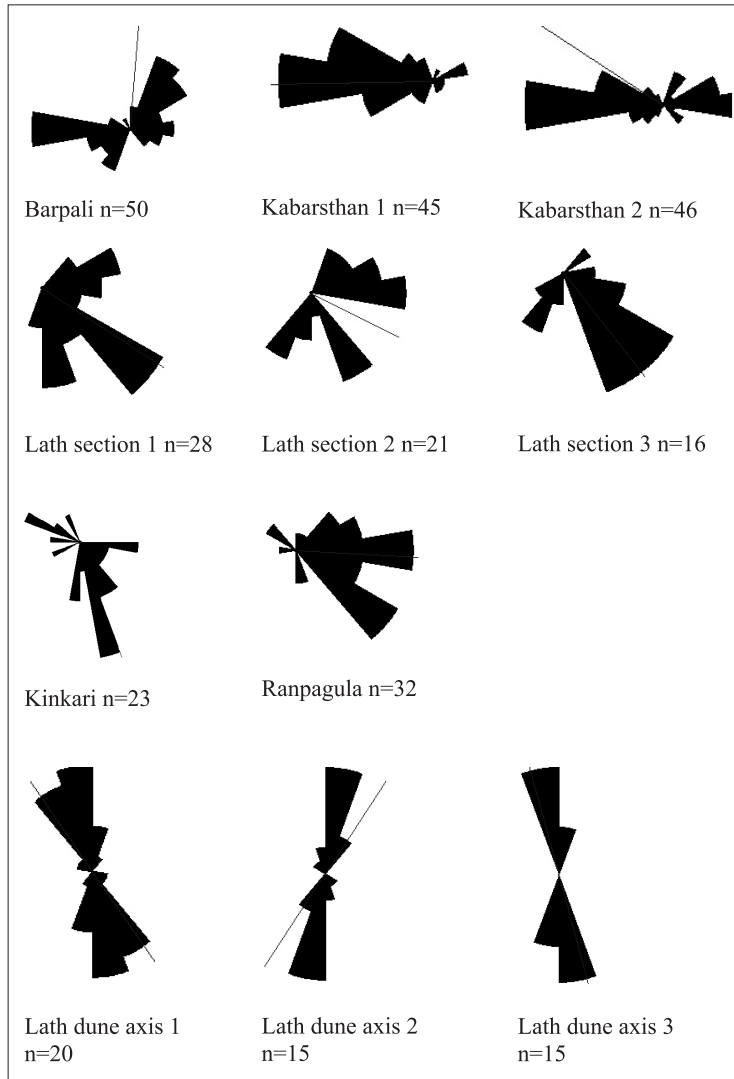 Barpali n=50
Kabarsthan 1 n=45
Kabarsthan 2 n=46
Lath section 1 n=28
Lath section 2 n=21
Lath section 3 n=16
Kinkari n=23
Ranpagula n=32
Lath dune axis 1
n=20
Lath dune axis 2
n=15
Lath dune axis 3
n=15